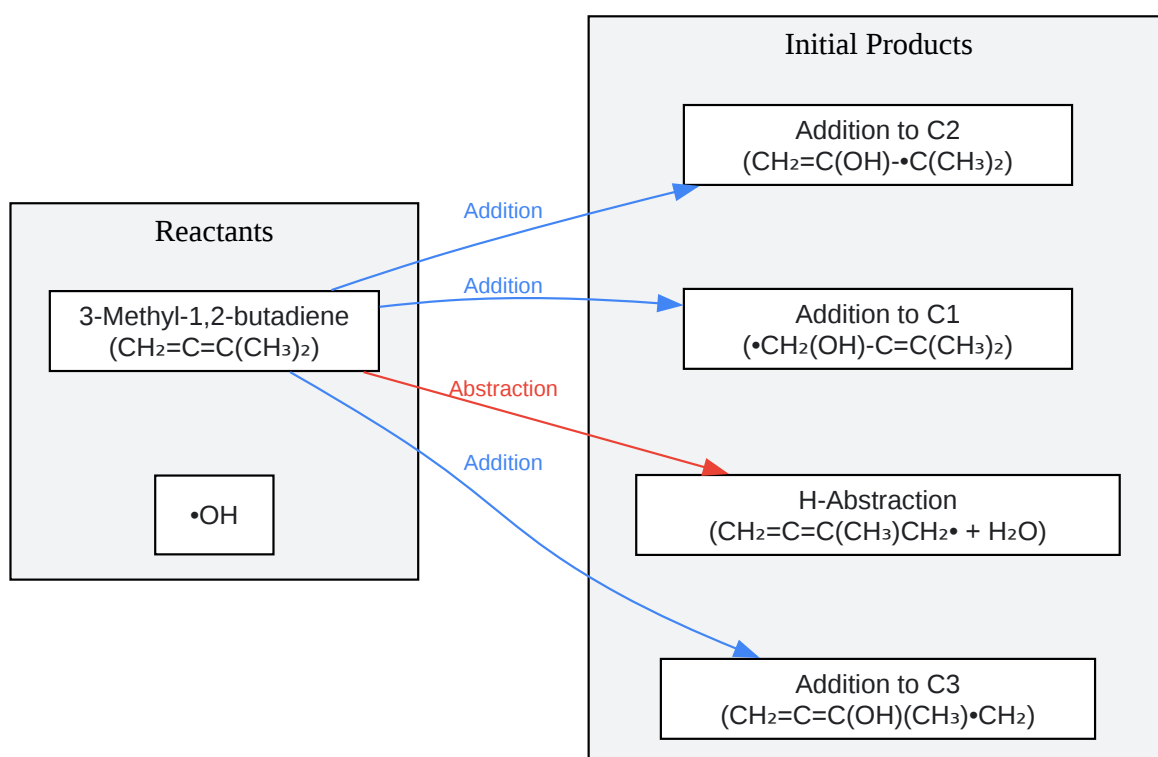 Reactants
3-Methyl-1,2-butadiene
(CH₂=C=C(CH₃)₂)
•OH
Addition
Addition
Abstraction
Addition
Initial Products
Addition to C2
(CH₂=C(OH)-•C(CH₃)₂)
Addition to C1
(•CH₂(OH)-C=C(CH₃)₂)
H-Abstraction
(CH₂=C=C(CH₃)CH₂• + H₂O)
Addition to C3
(CH₂=C=C(OH)(CH₃)•CH₂)